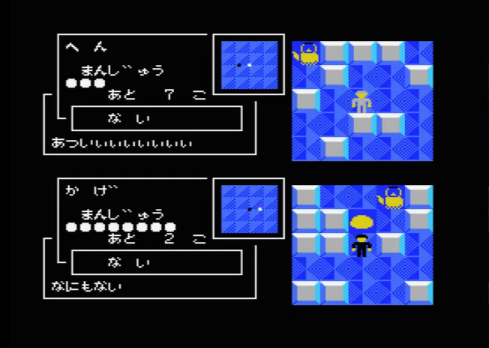 へん
まんじゅう
あと 7 こ
ない
あついいいいいいいい
かげ
まんじゅう
あと 2 こ
ない
なにもない